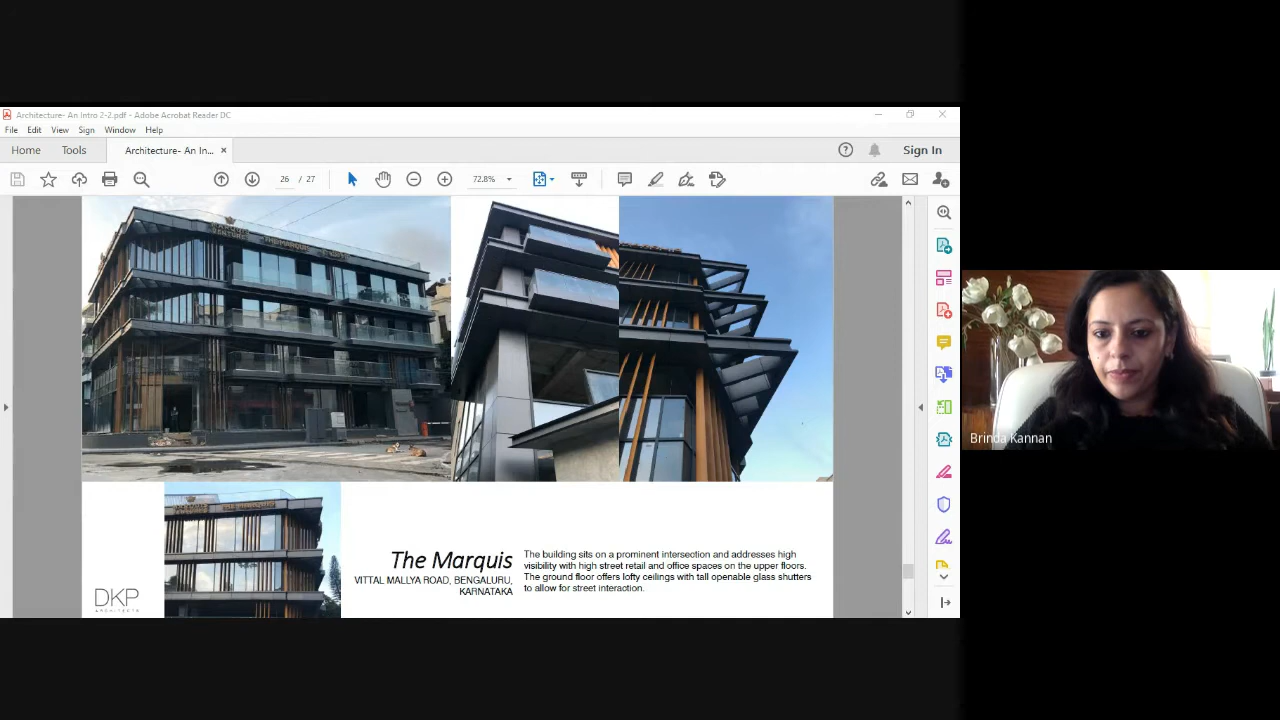 Architecture- An Intro 2-2.pdf - Adobe Acrobat Reader DC
File Edit View Sign Window Help
Home Tools Architecture- An In... × Sign In
26 / 27 72.8%
THE MARQUIS
The Marquis
VITTAL MALLYA ROAD, BENGALURU,
KARNATAKA
The building sits on a prominent intersection and addresses high
visibility with high street retail and office spaces on the upper floors.
The ground floor offers lofty ceilings with tall openable glass shutters
to allow for street interaction.
DKP
ARCHITECTS
Brinda Kannan